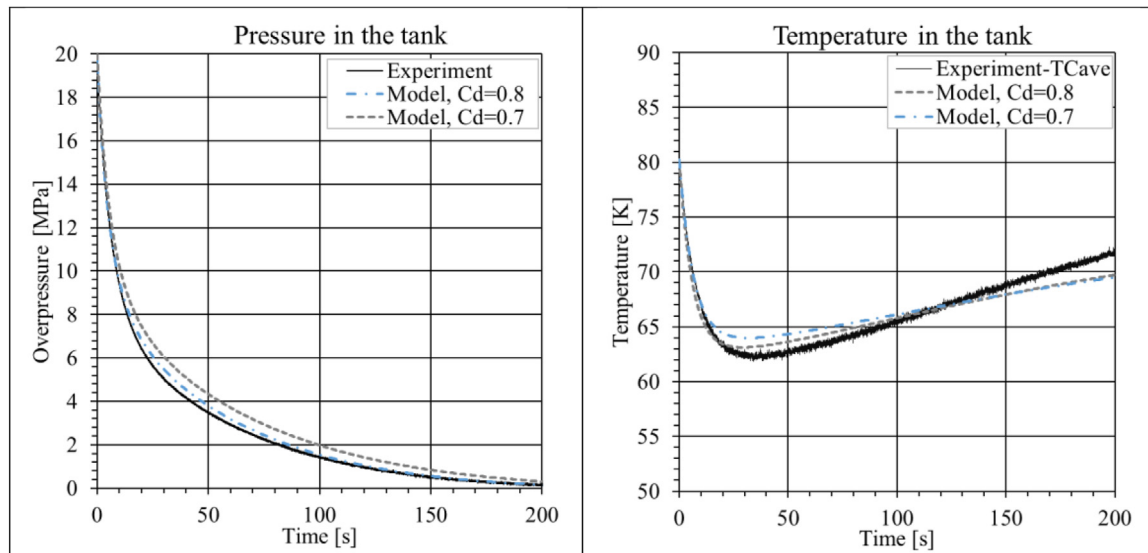 Pressure in the tank
Experiment
Model, Cd=0.8
Model, Cd=0.7
Overpressure [MPa]
20
18
16
14
12
10
8
6
4
2
0
0 50 100 150 200
Time [s]
Temperature in the tank
Experiment-TCave
Model, Cd=0.8
Model, Cd=0.7
Temperature [K]
90
85
80
75
70
65
60
55
50
0 50 100 150 200
Time [s]